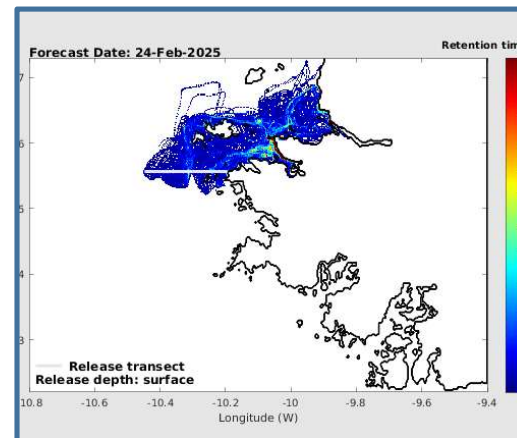 Forecast Date: 24-Feb-2025
Retention tim
7
6
5
4
3
Release transect
Release depth: surface
10.8
-10.6
-10.4
-10.2
-10
-9.8
-9.6
-9.4
Longitude (W)